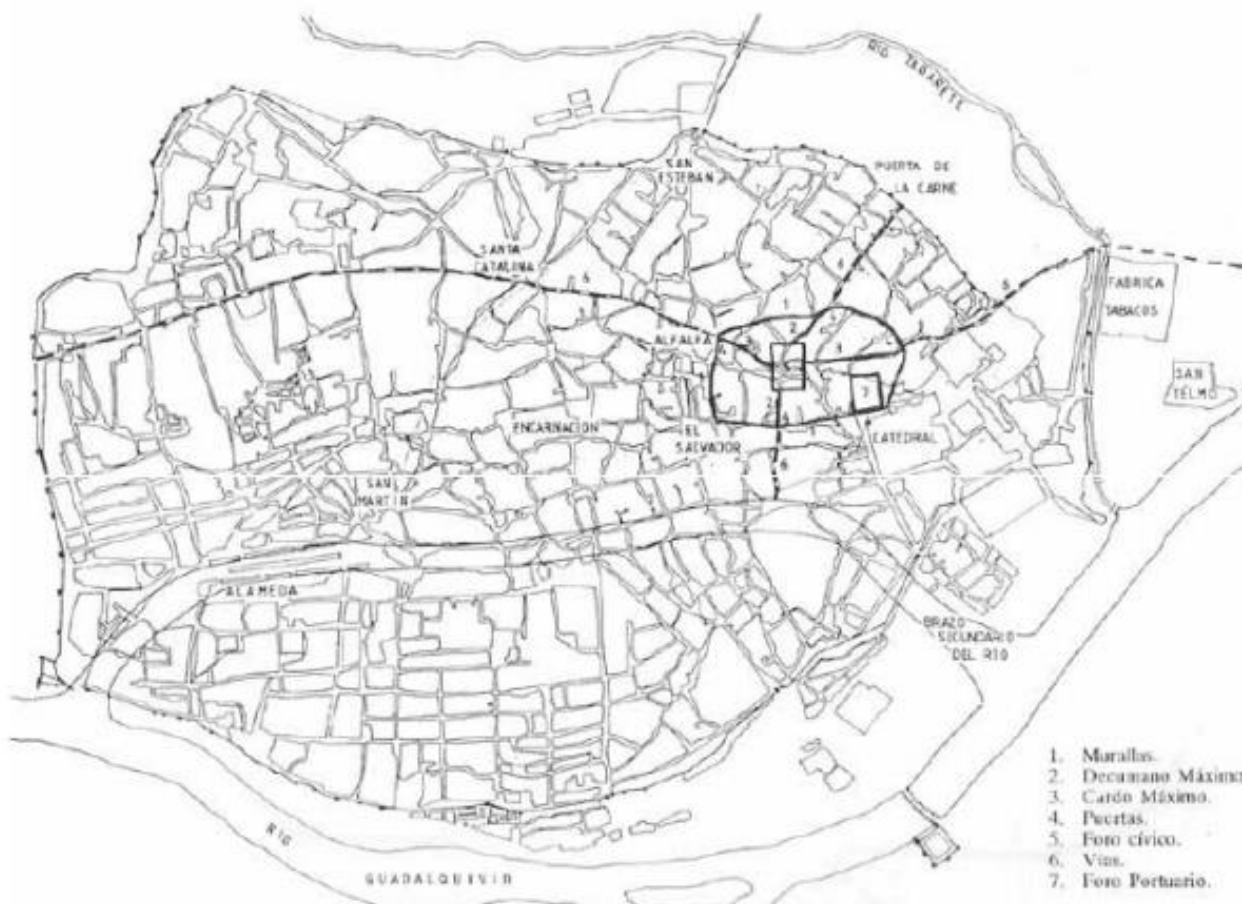 RIO TAGARETE
SAN
ESTEBAN
PUERTA DE
LA CARNE
SANTA
CATALINA
FABRICA
TABACOS
ALFALFA
SAN
TELMO
ENCARNACION
EL
SALVADOR
CATEDRAL
SAN
MARTIN
ALAMEDA
BRAZO
SECUNDARIO
DEL RIO
RIO
GUADALQUIVIR
1. Murallas.
2. Decumano Máximo
3. Cardo Máximo.
4. Puertas.
5. Foro cívico.
6. Vías.
7. Foro Portuario.